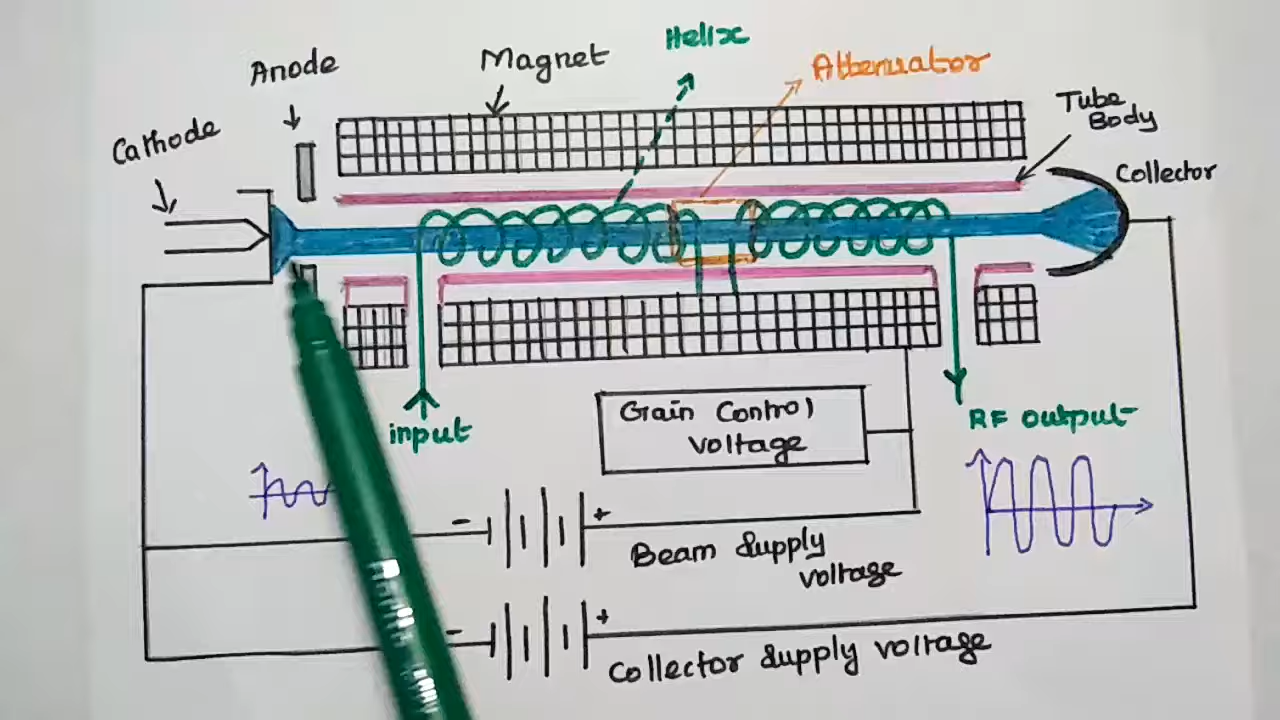 Helix
Magnet
Attenuator
Anode
Tube
Body
Cathode
Collector
input
Gain Control
voltage
RF output
-
+
Beam supply
voltage
-
+
Collector supply voltage